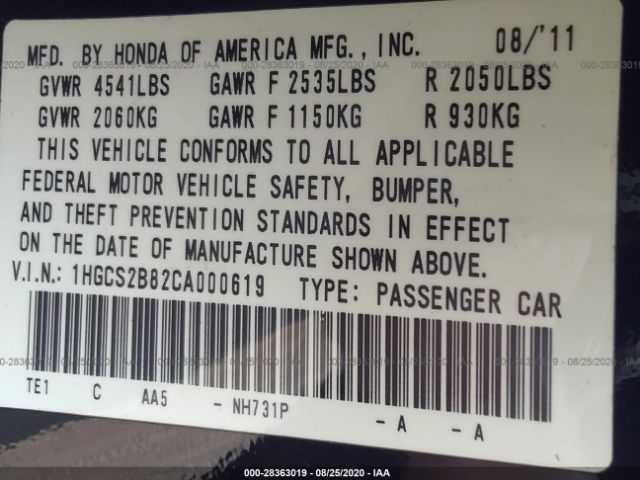 MFD. BY HONDA OF AMERICA MFG., INC. 08/'11
GVWR 4541LBS GAWR F 2535LBS R 2050LBS
GVWR 2060KG GAWR F 1150KG R 930KG
THIS VEHICLE CONFORMS TO ALL APPLICABLE
FEDERAL MOTOR VEHICLE SAFETY, BUMPER,
AND THEFT PREVENTION STANDARDS IN EFFECT
ON THE DATE OF MANUFACTURE SHOWN ABOVE.
V.I.N.: 1HGCS2B82CA000619 TYPE: PASSENGER CAR
TE1 C AA5 - NH731P - A - A
000-28363019 - 08/25/2020 - IAA